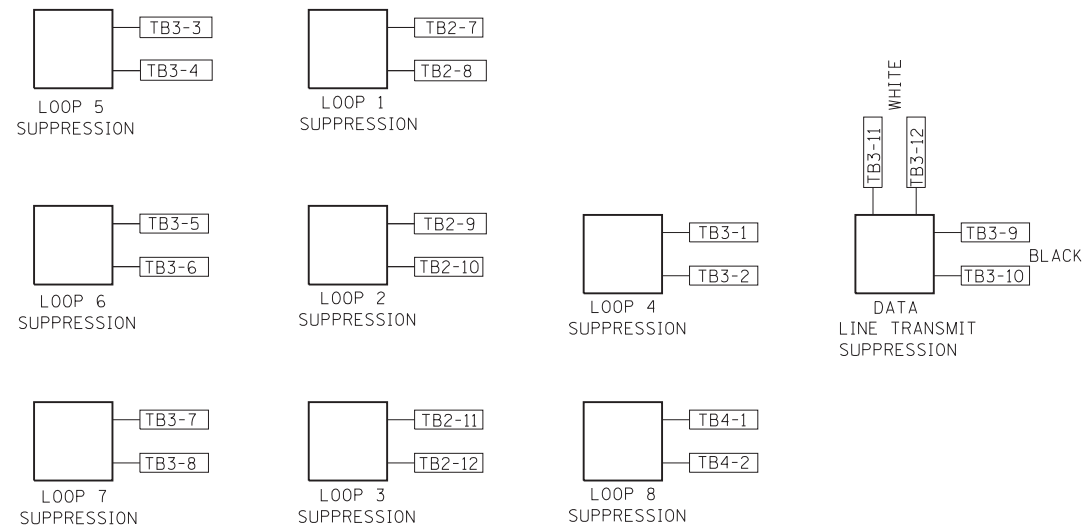 TB3-3
TB3-4
LOOP 5
SUPPRESSION
TB2-7
TB2-8
LOOP 1
SUPPRESSION
TB3-5
TB3-6
LOOP 6
SUPPRESSION
TB2-9
TB2-10
LOOP 2
SUPPRESSION
TB3-1
TB3-2
LOOP 4
SUPPRESSION
WHITE
TB3-11
TB3-12
TB3-9
BLACK
TB3-10
DATA
LINE TRANSMIT
SUPPRESSION
TB3-7
TB3-8
LOOP 7
SUPPRESSION
TB2-11
TB2-12
LOOP 3
SUPPRESSION
TB4-1
TB4-2
LOOP 8
SUPPRESSION